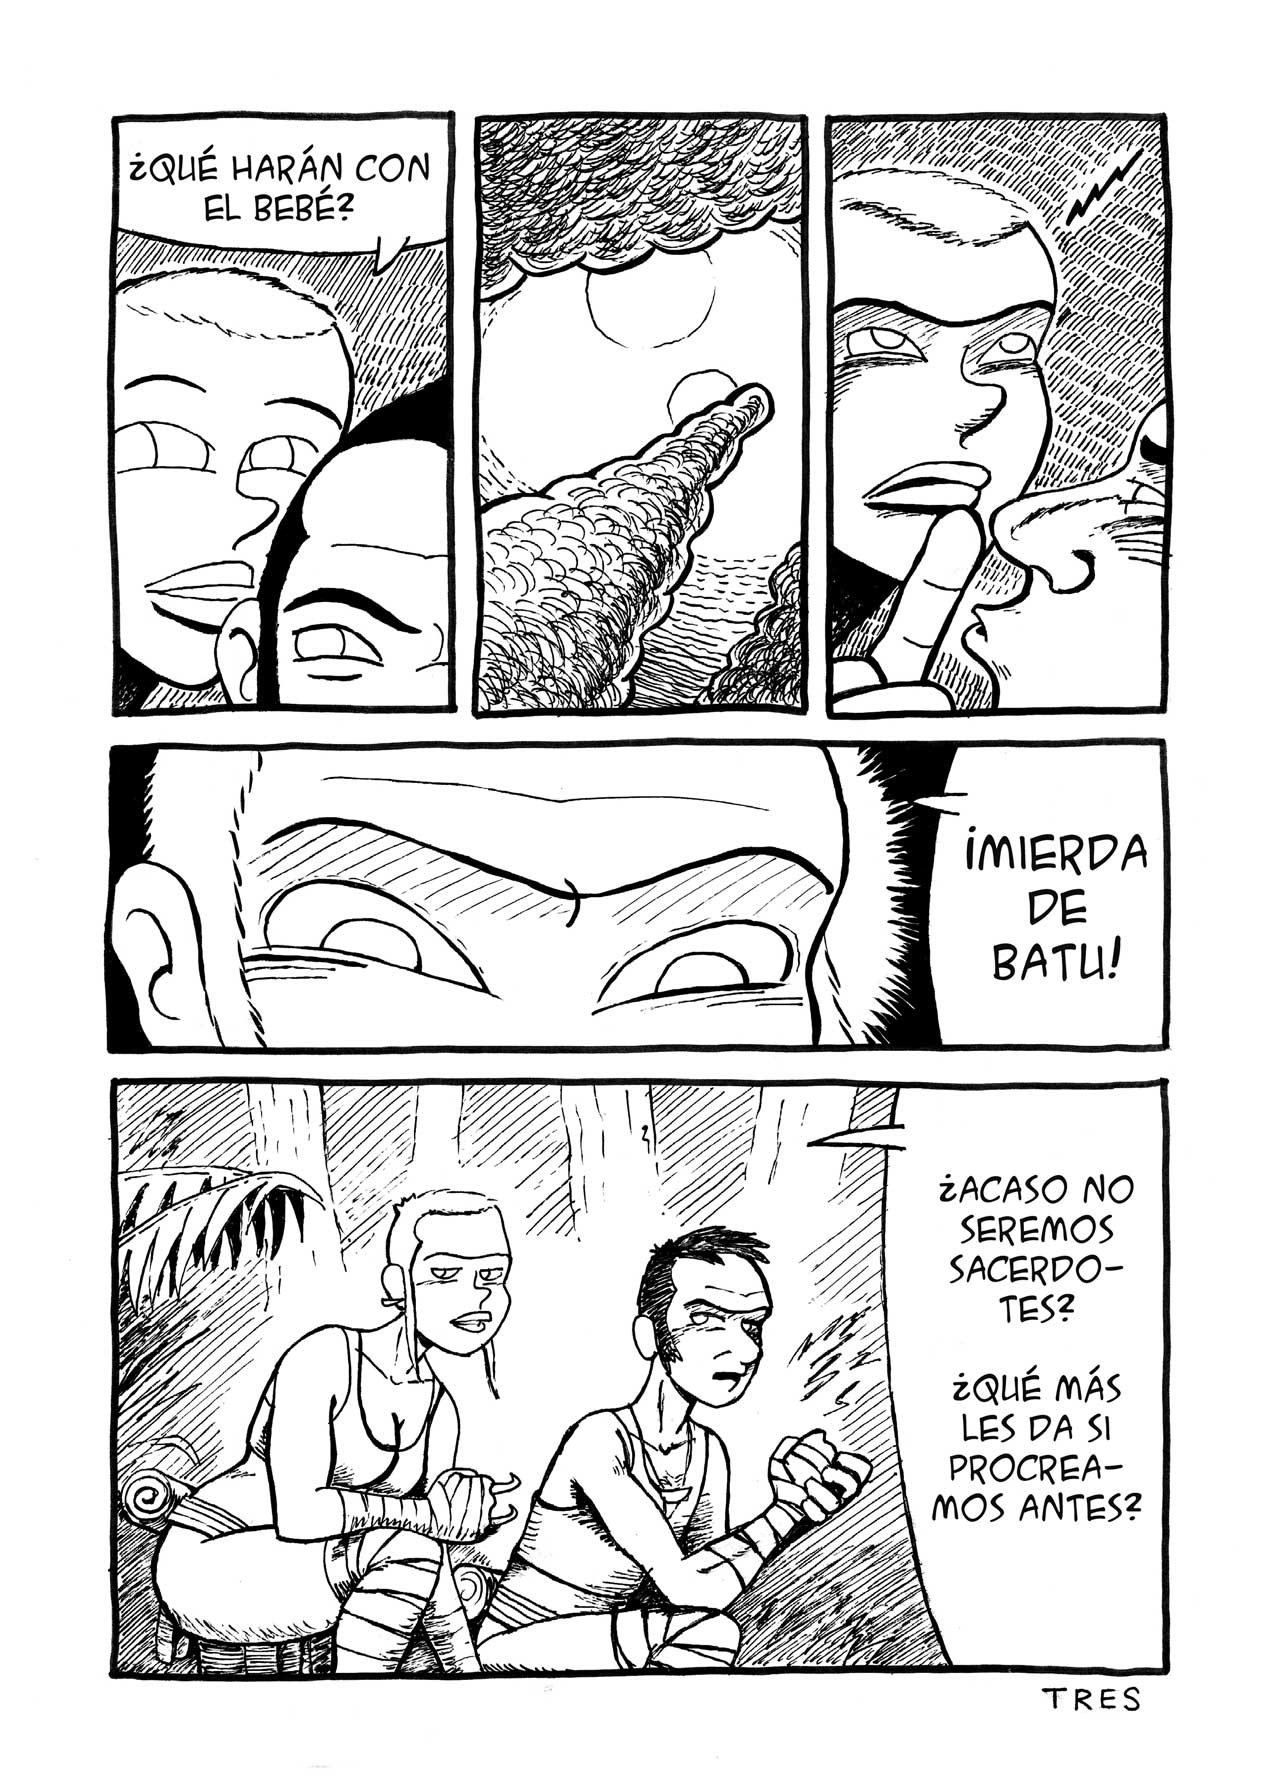 ¿QUÉ HARÁN CON
EL BEBÉ?
¡MIERDA
DE
BATU!
¿ACASO NO
SEREMOS
SACERDO-
TES?
¿QUÉ MÁS
LES DA SI
PROCREA-
MOS ANTES?
TRES